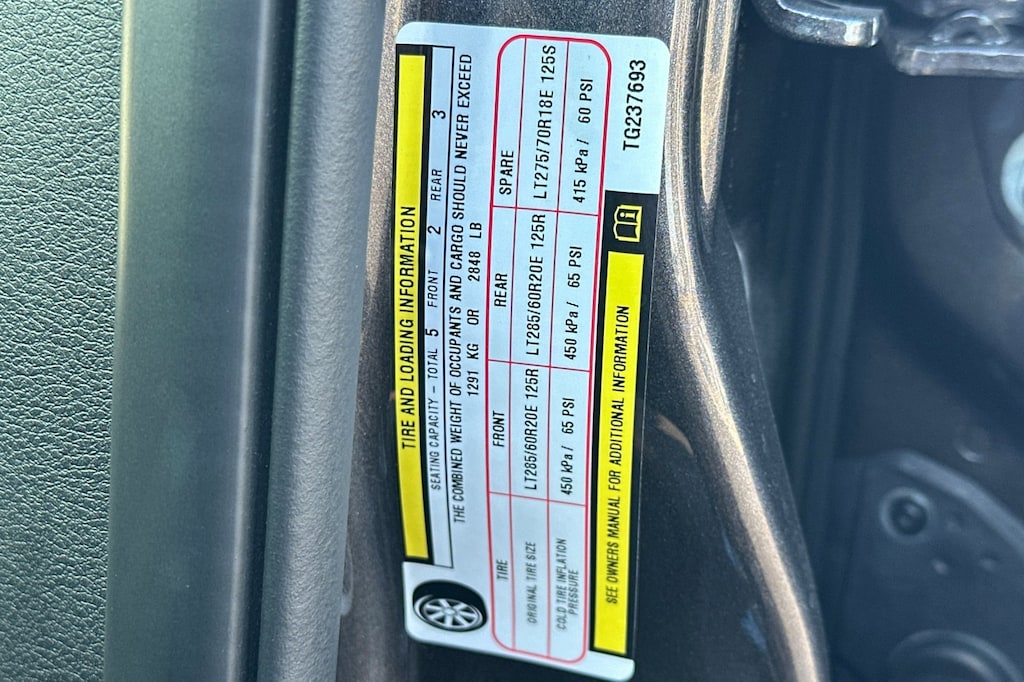 TIRE AND LOADING INFORMATION
SEATING CAPACITY – TOTAL 5 FRONT 2 REAR 3
THE COMBINED WEIGHT OF OCCUPANTS AND CARGO SHOULD NEVER EXCEED
1291 KG OR 2848 LB
TIRE FRONT REAR SPARE
ORIGINAL TIRE SIZE LT285/60R20E 125R LT285/60R20E 125R LT275/70R18E 125S
COLD TIRE INFLATION PRESSURE 450 kPa / 65 PSI 450 kPa / 65 PSI 415 kPa / 60 PSI
SEE OWNERS MANUAL FOR ADDITIONAL INFORMATION
TG237693